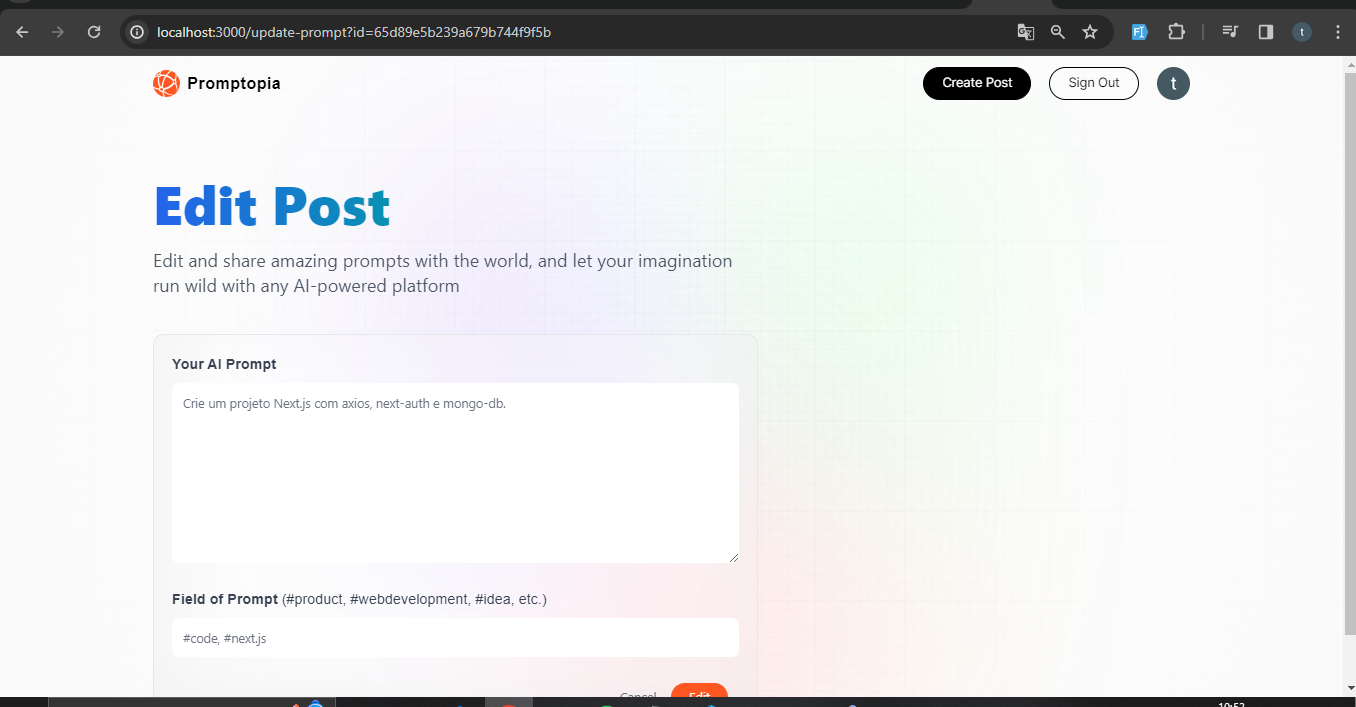 localhost:3000/update-prompt?id=65d89e5b239a679b744f9f5b
t
Promptopia
Create Post
Sign Out
t
Edit Post
Edit and share amazing prompts with the world, and let your imagination
run wild with any AI-powered platform
Your AI Prompt
Crie um projeto Next.js com axios, next-auth e mongo-db.
Field of Prompt (#product, #webdevelopment, #idea, etc.)
#code, #next.js
Cancel
Edit
10:52